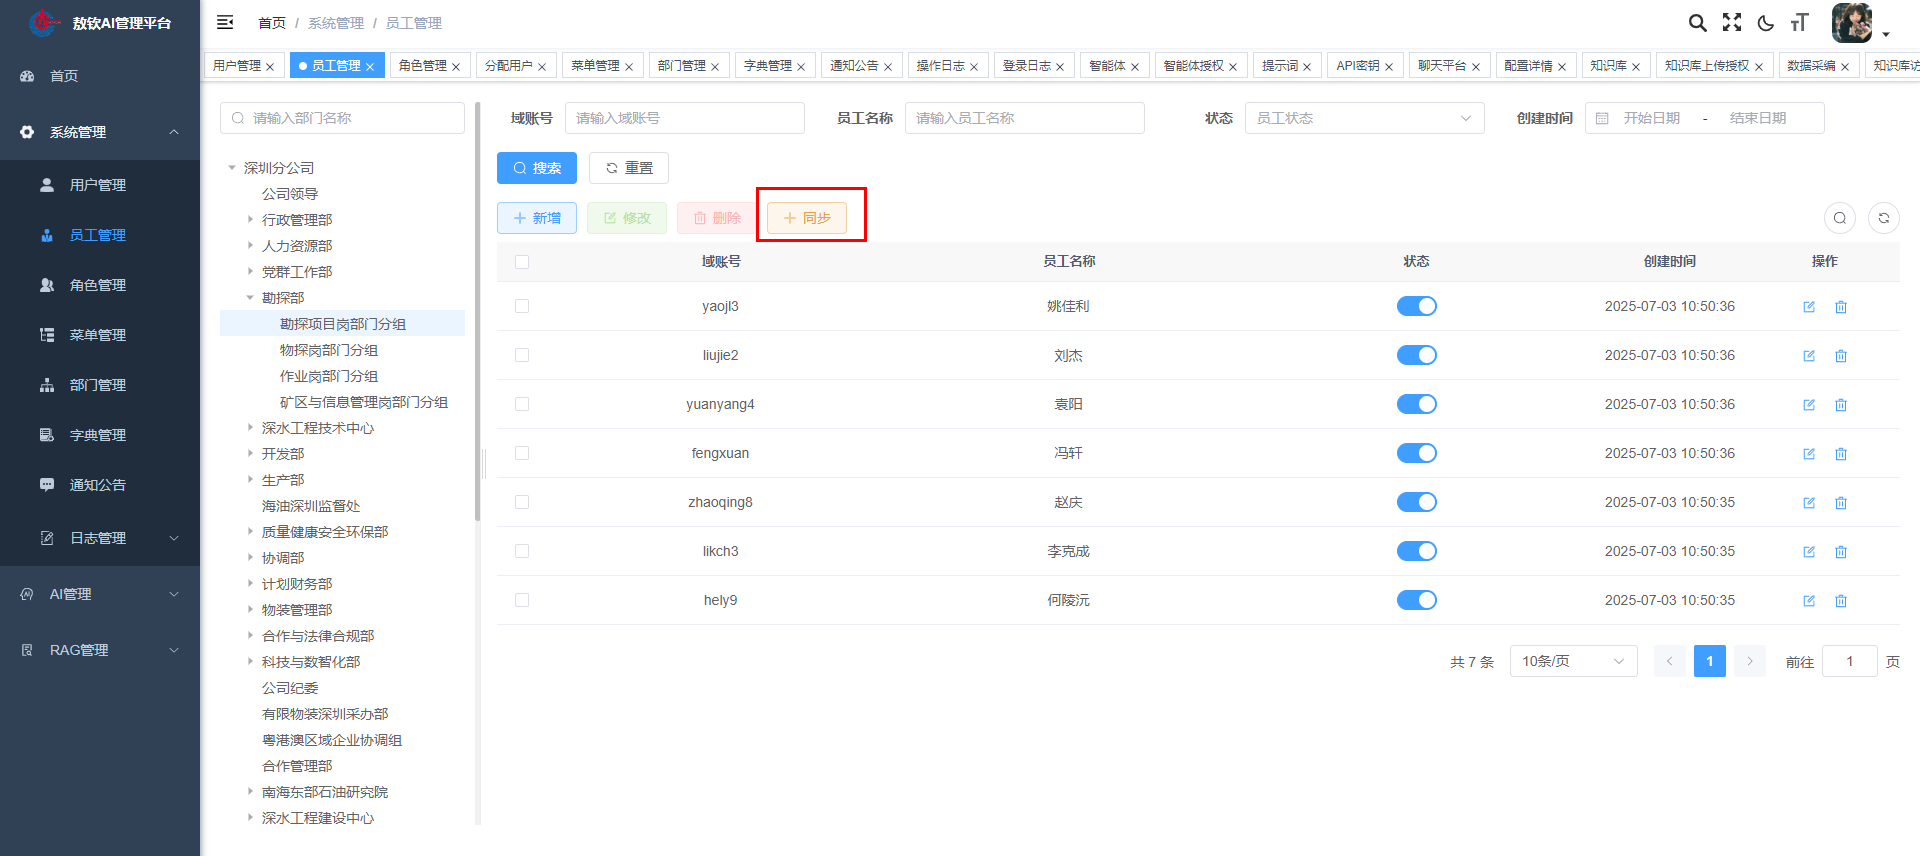 敖钦AI管理平台
首页 / 系统管理 / 员工管理
用户管理 员工管理 角色管理 分配用户 菜单管理 部门管理 字典管理 通知公告 操作日志 登录日志 智能体 智能体授权 提示词 API密钥 聊天平台 配置详情 知识库 知识库上传授权 数据采编 知识库访
首页
系统管理
用户管理
员工管理
角色管理
菜单管理
部门管理
字典管理
通知公告
日志管理
AI管理
RAG管理
请输入部门名称
深圳分公司
公司领导
行政管理部
人力资源部
党群工作部
勘探部
勘探项目岗部门分组
物探岗部门分组
作业岗部门分组
矿区与信息管理岗部门分组
深水工程技术中心
开发部
生产部
海油深圳监督处
质量健康安全环保部
协调部
计划财务部
物装管理部
合作与法律合规部
科技与数智化部
公司纪委
有限物装深圳采办部
粤港澳区域企业协调组
合作管理部
南海东部石油研究院
深水工程建设中心
域账号 请输入域账号 员工名称 请输入员工名称 状态 员工状态 创建时间 开始日期 - 结束日期
搜索 重置
新增 修改 删除 同步
域账号 员工名称 状态 创建时间 操作
yaojl3 姚佳利 2025-07-03 10:50:36
liujie2 刘杰 2025-07-03 10:50:36
yuanyang4 袁阳 2025-07-03 10:50:36
fengxuan 冯轩 2025-07-03 10:50:36
zhaoqing8 赵庆 2025-07-03 10:50:35
likch3 李克成 2025-07-03 10:50:35
hely9 何陵沅 2025-07-03 10:50:35
共 7 条 10条/页 1 前往 1 页